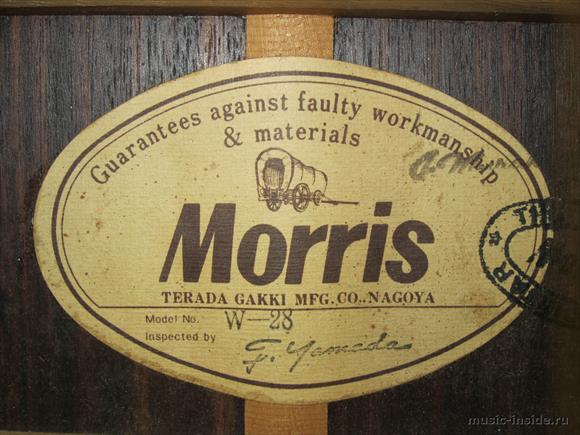 Guarantees against faulty workmanship
& materials
Morris
TERADA GAKKI MFG.CO.,NAGOYA
Model No. W-28
Inspected by F. Yamada
music-inside.ru